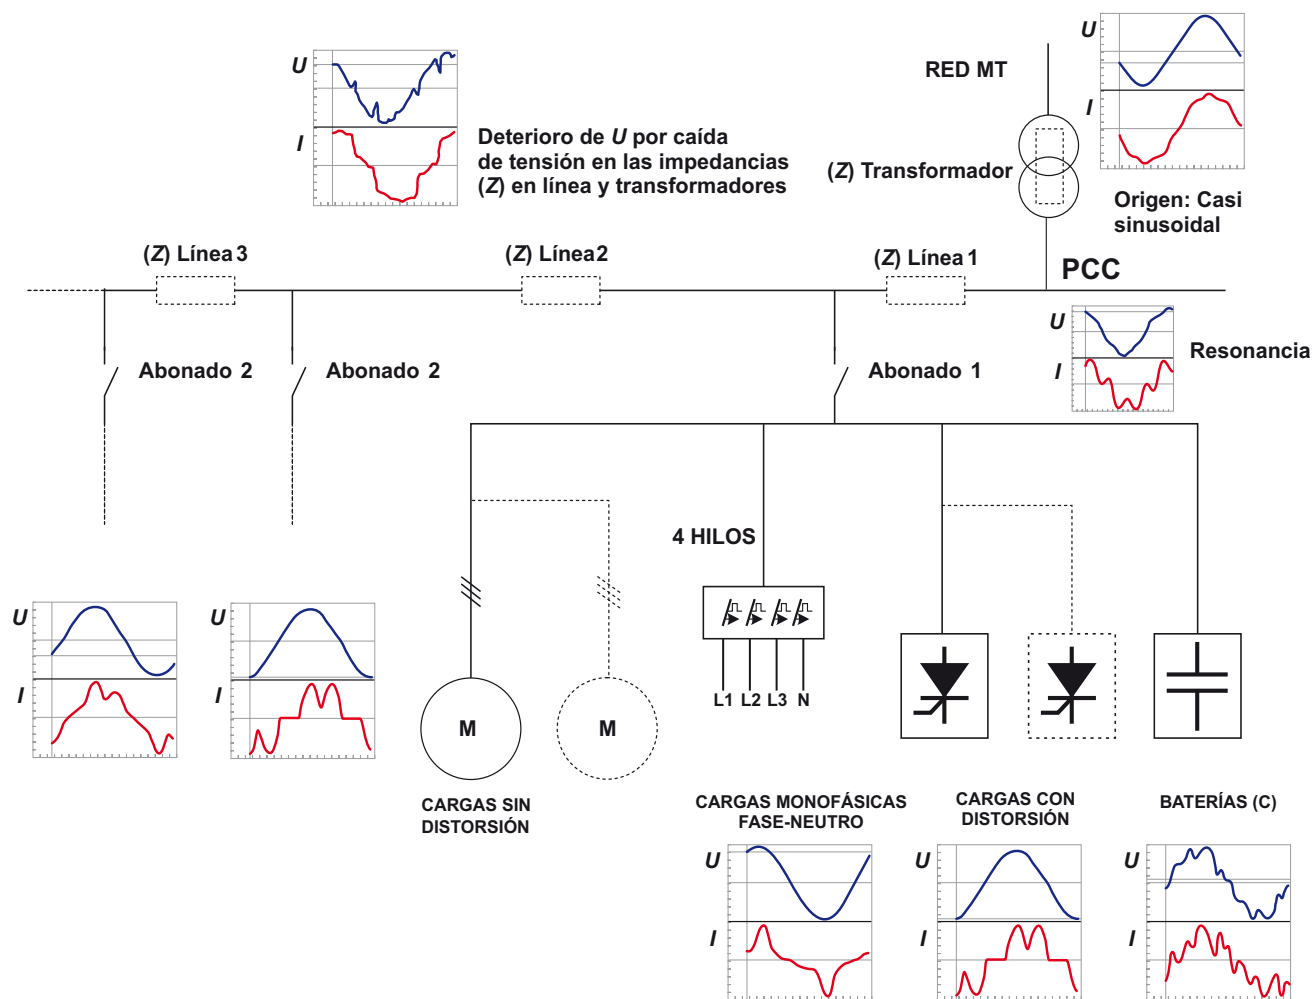 U
I
Deterioro de U por caída
de tensión en las impedancias
(Z) en línea y transformadores
RED MT
(Z) Transformador
U
I
Origen: Casi
sinusoidal
(Z) Línea 3
(Z) Línea 2
(Z) Línea 1
PCC
U
I
Resonancia
Abonado 2
Abonado 2
Abonado 1
4 HILOS
L1 L2 L3 N
U
I
U
I
M
M
CARGAS SIN
DISTORSIÓN
CARGAS MONOFÁSICAS
FASE-NEUTRO
CARGAS CON
DISTORSIÓN
BATERÍAS (C)
U
I
U
I
U
I